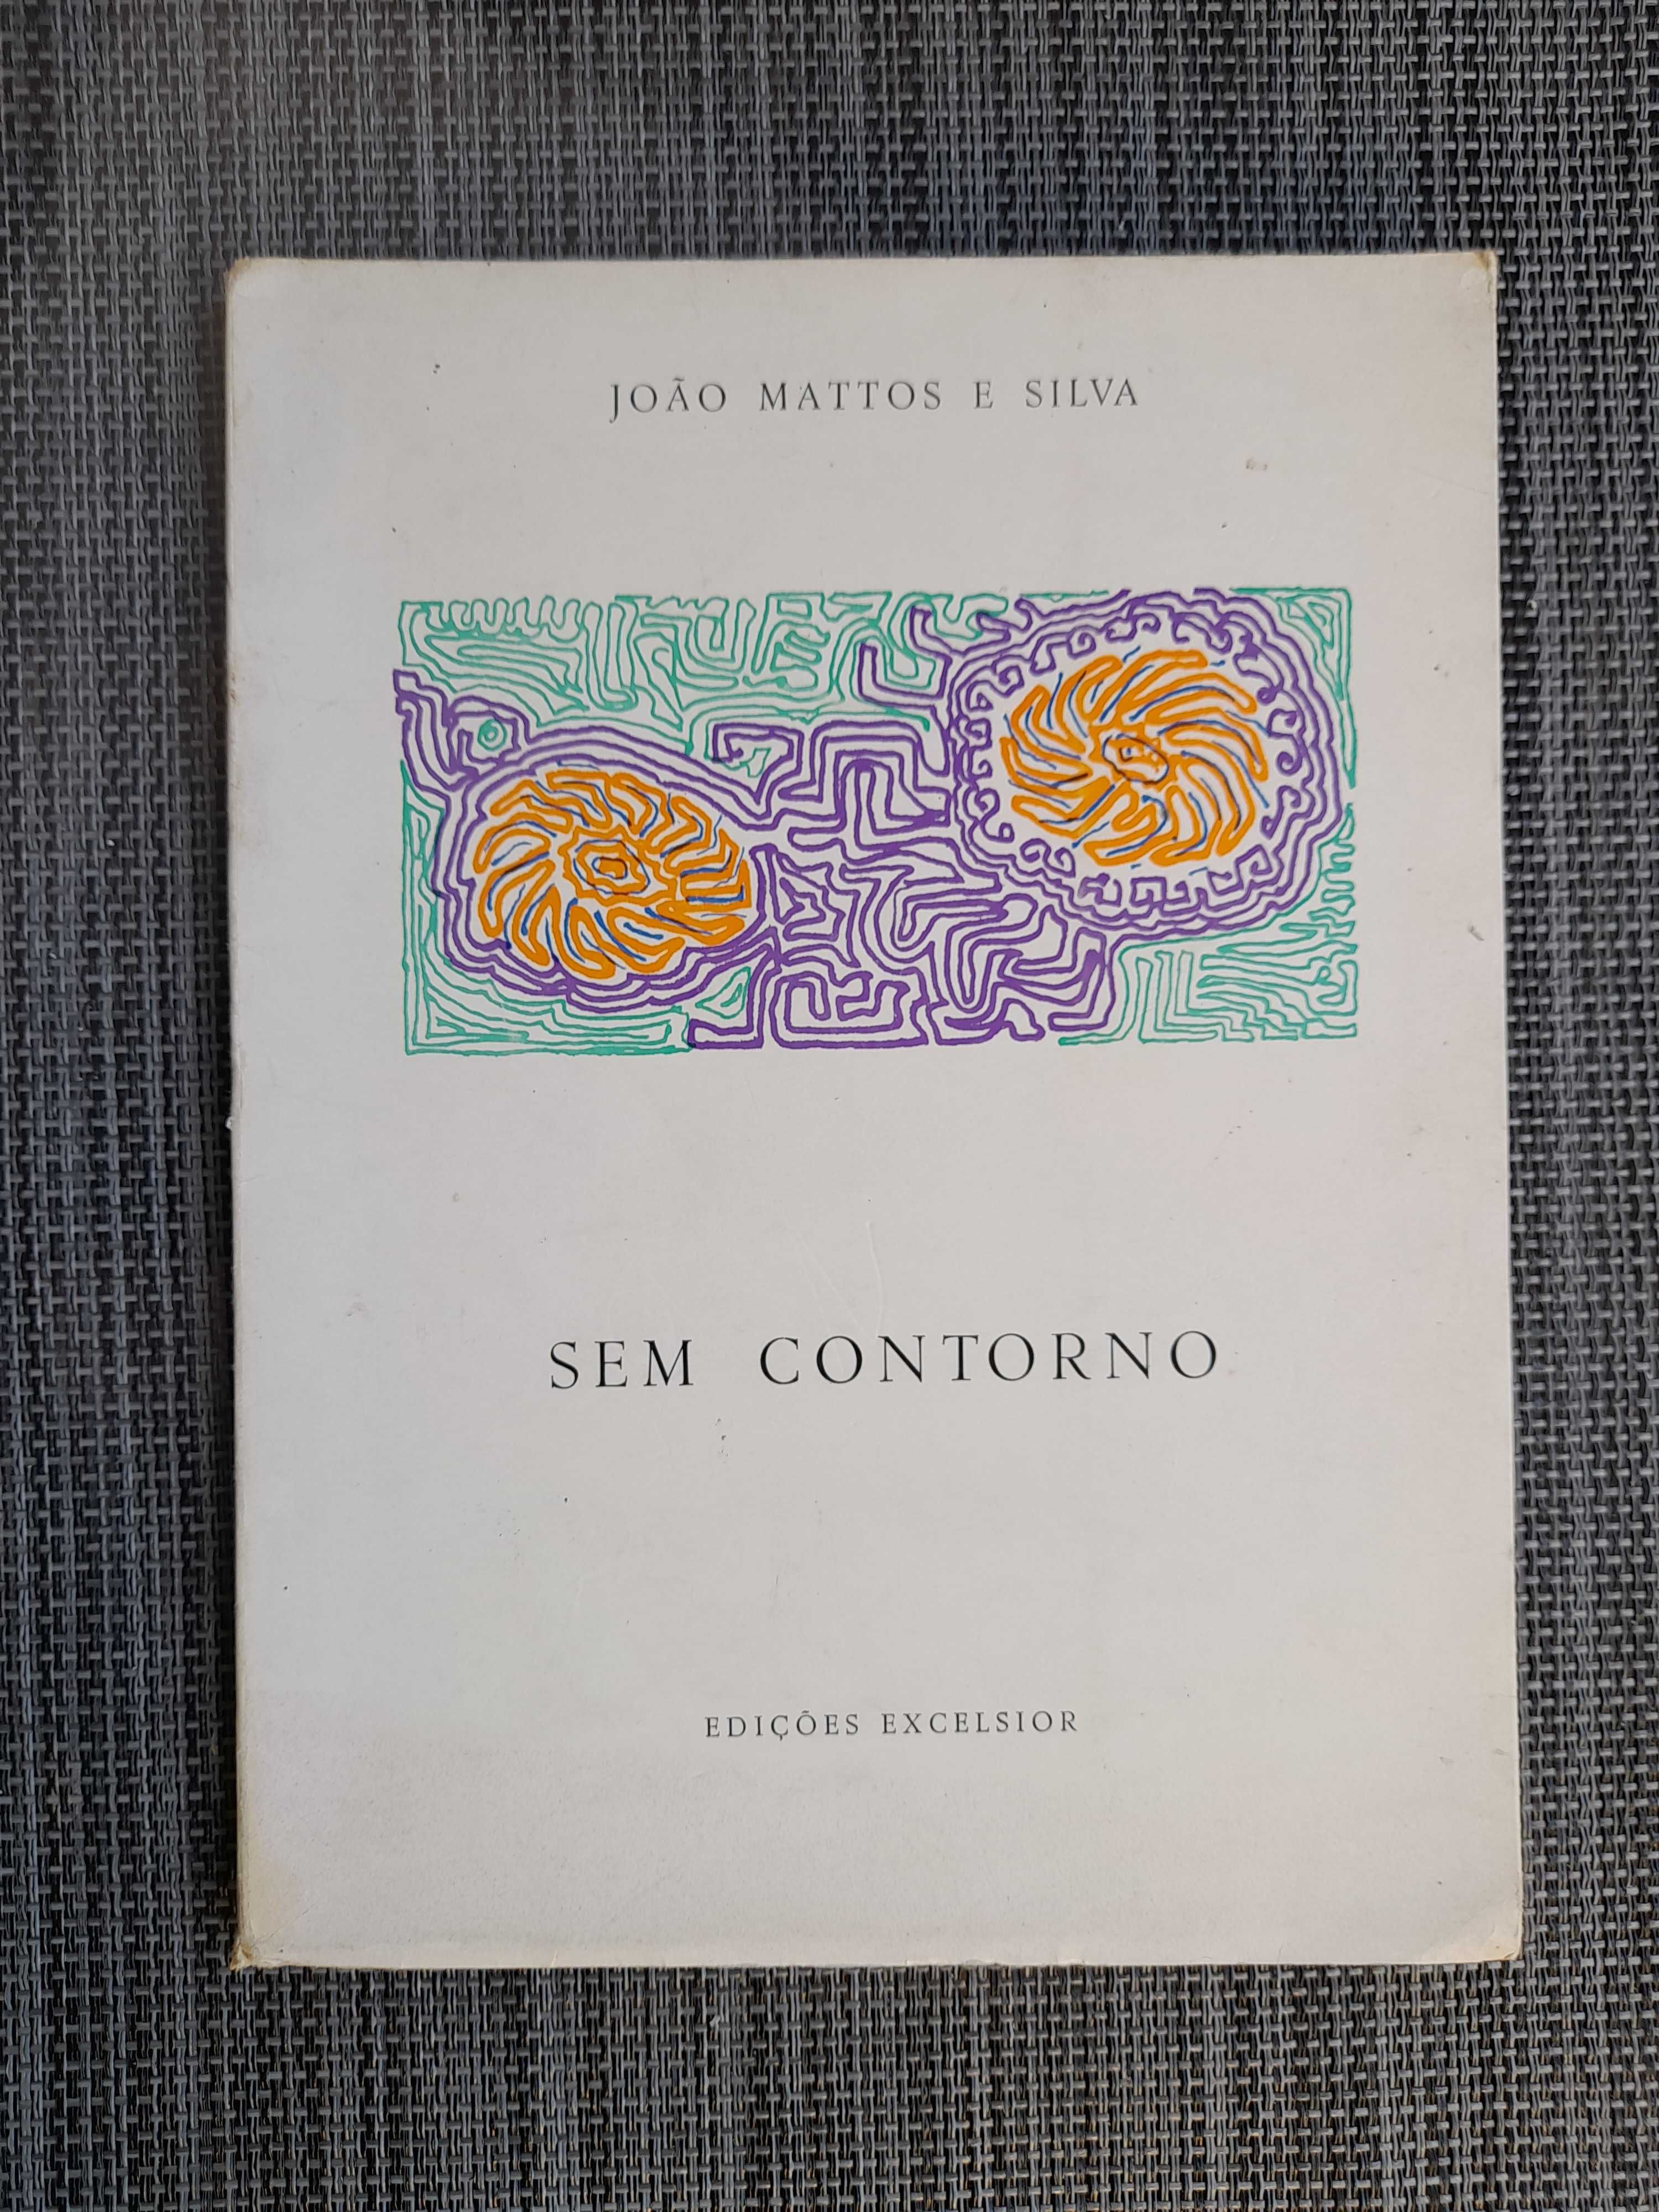 JOÃO MATTOS E SILVA
SEM CONTORNO
EDIÇÕES EXCELSIOR